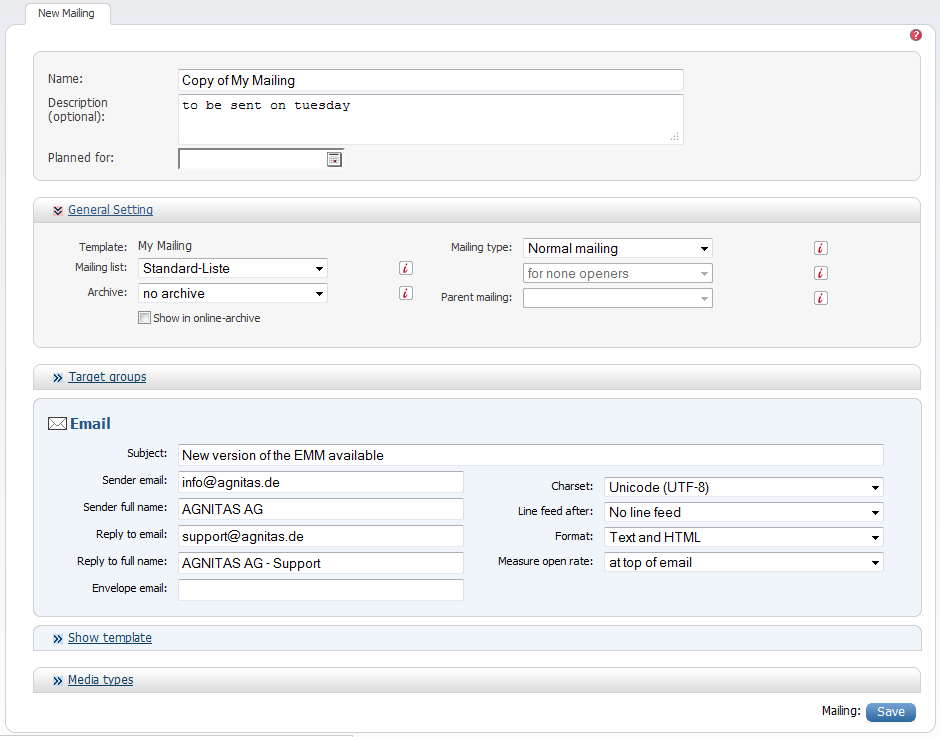 New Mailing
Name: Copy of My Mailing
Description (optional): to be sent on tuesday
Planned for:
General Setting
Template: My Mailing
Mailing list: Standard-Liste
Archive: no archive
Show in online-archive
Mailing type: Normal mailing
for none openers
Parent mailing:
Target groups
Email
Subject: New version of the EMM available
Sender email: info@agnitas.de
Sender full name: AGNITAS AG
Reply to email: support@agnitas.de
Reply to full name: AGNITAS AG - Support
Envelope email:
Charset: Unicode (UTF-8)
Line feed after: No line feed
Format: Text and HTML
Measure open rate: at top of email
Show template
Media types
Mailing: Save